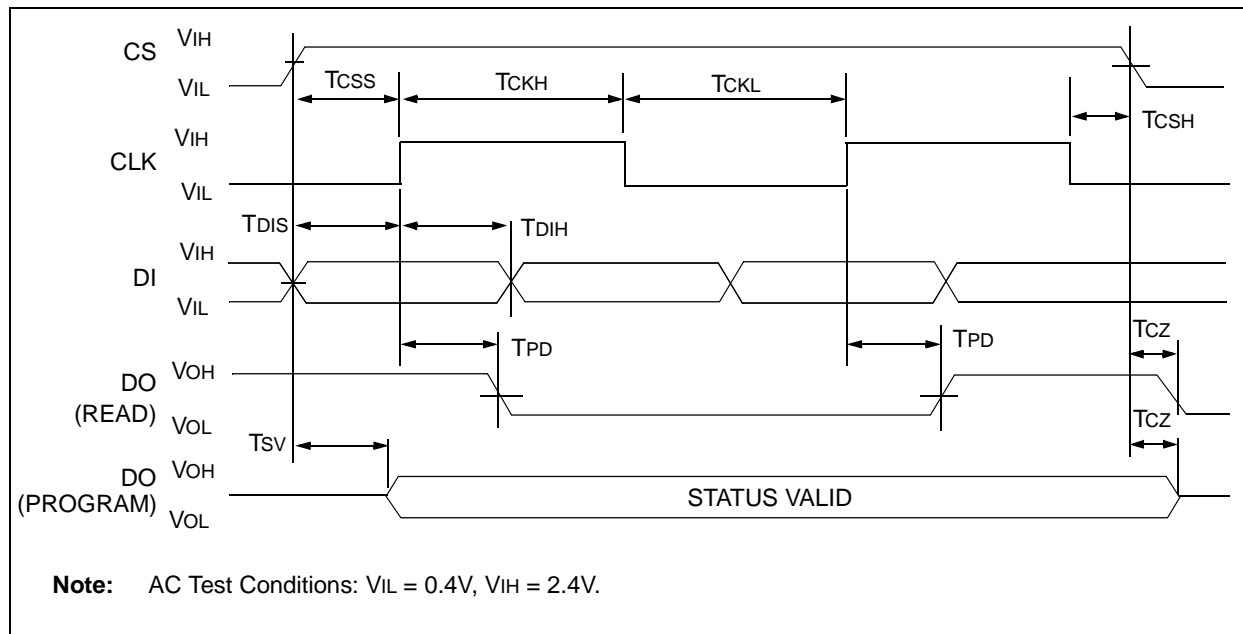 CS
VIH
VIL
TCSS
TCKH
TCKL
TCSH
CLK
VIH
VIL
TDIS
TDIH
DI
VIH
VIL
TPD
TPD
TCZ
DO
(READ)
VOH
VOL
TCZ
TSV
DO
(PROGRAM)
VOH
VOL
STATUS VALID
Note: AC Test Conditions: VIL = 0.4V, VIH = 2.4V.